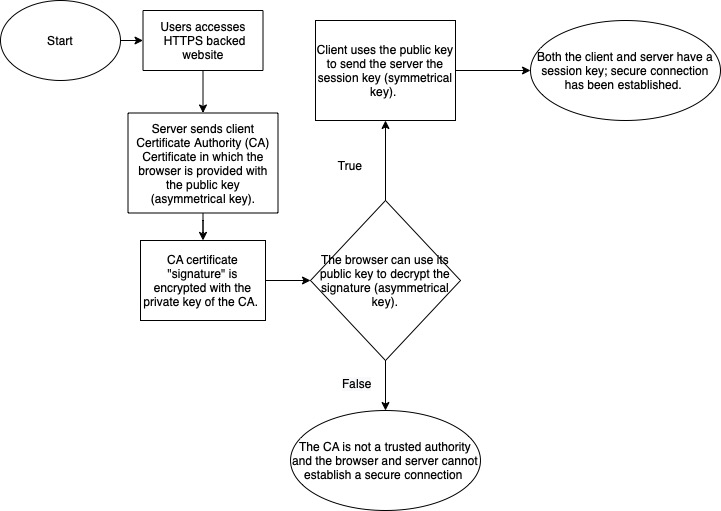 Start
Users accesses
HTTPS backed
website
Server sends client
Certificate Authority (CA)
Certificate in which the
browser is provided with
the public key
(asymmetrical key).
CA certificate
"signature" is
encrypted with the
private key of the CA.
The browser can use its
public key to decrypt the
signature (asymmetrical
key).
True
Client uses the public key
to send the server the
session key (symmetrical
key).
Both the client and server have a
session key; secure connection
has been established.
False
The CA is not a trusted authority
and the browser and server cannot
establish a secure connection